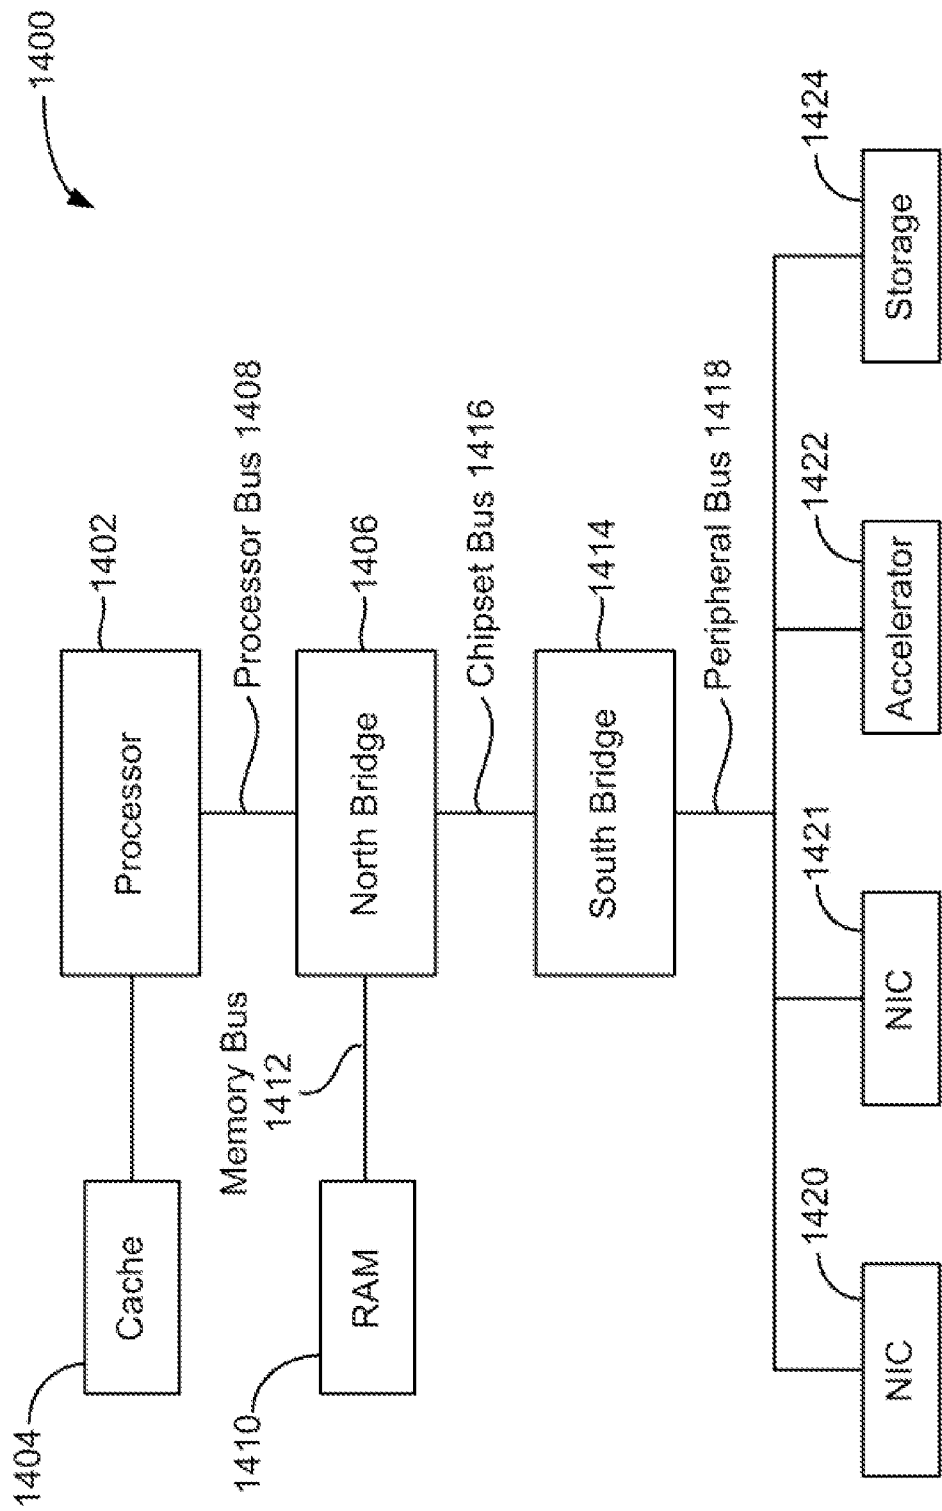 1400
1402
Processor
Cache
1404
Processor Bus 1408
1406
North Bridge
Memory Bus
1412
RAM
1410
Chipset Bus 1416
1414
South Bridge
Peripheral Bus 1418
1420
NIC
1421
NIC
1422
Accelerator
1424
Storage